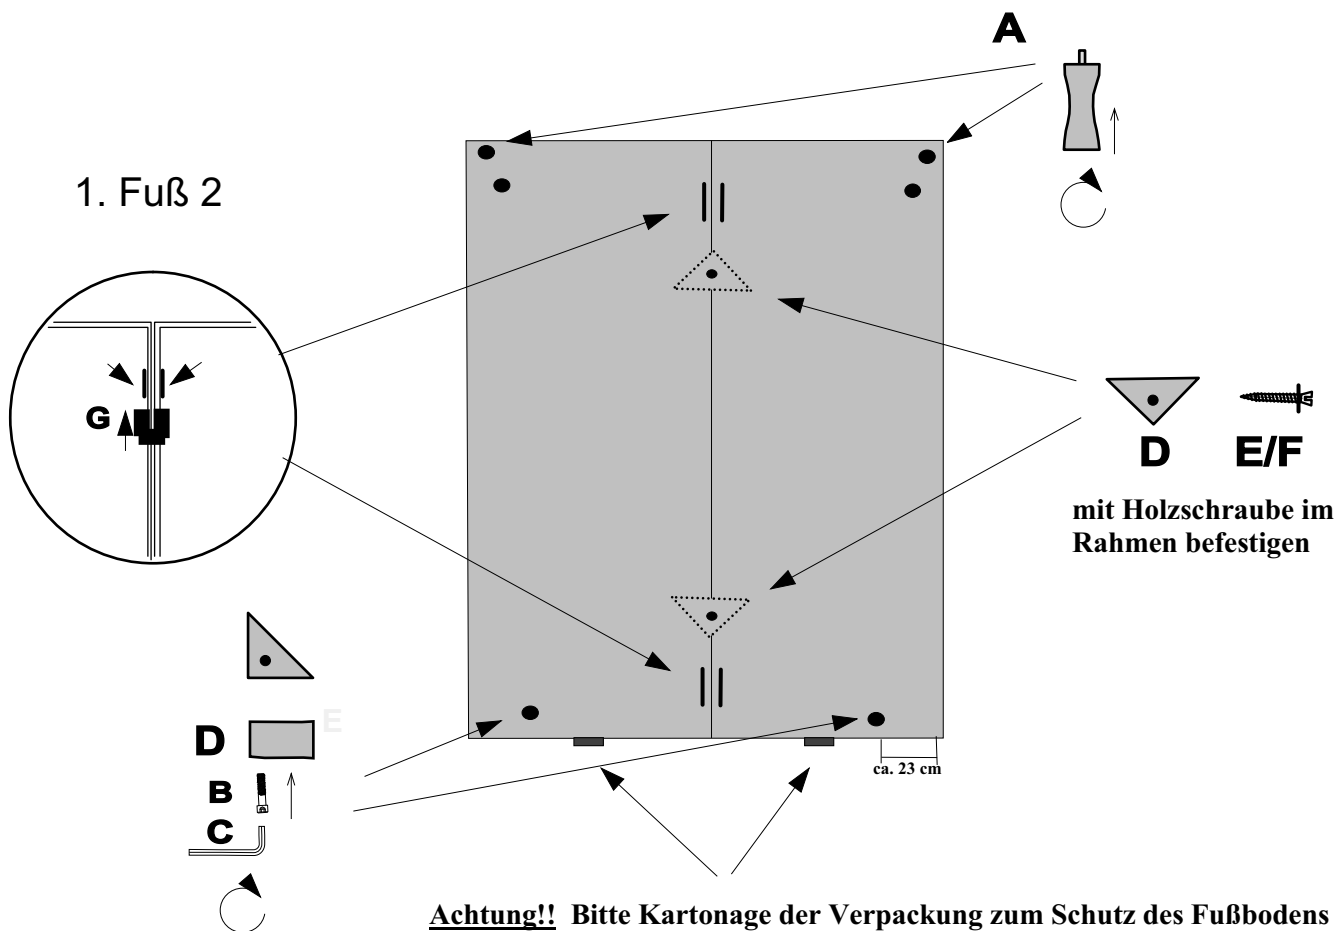 A
1. Fuß 2
G
D E/F
mit Holzschraube im
Rahmen befestigen
E
D
B
C
ca. 23 cm
Achtung!! Bitte Kartonage der Verpackung zum Schutz des Fußbodens